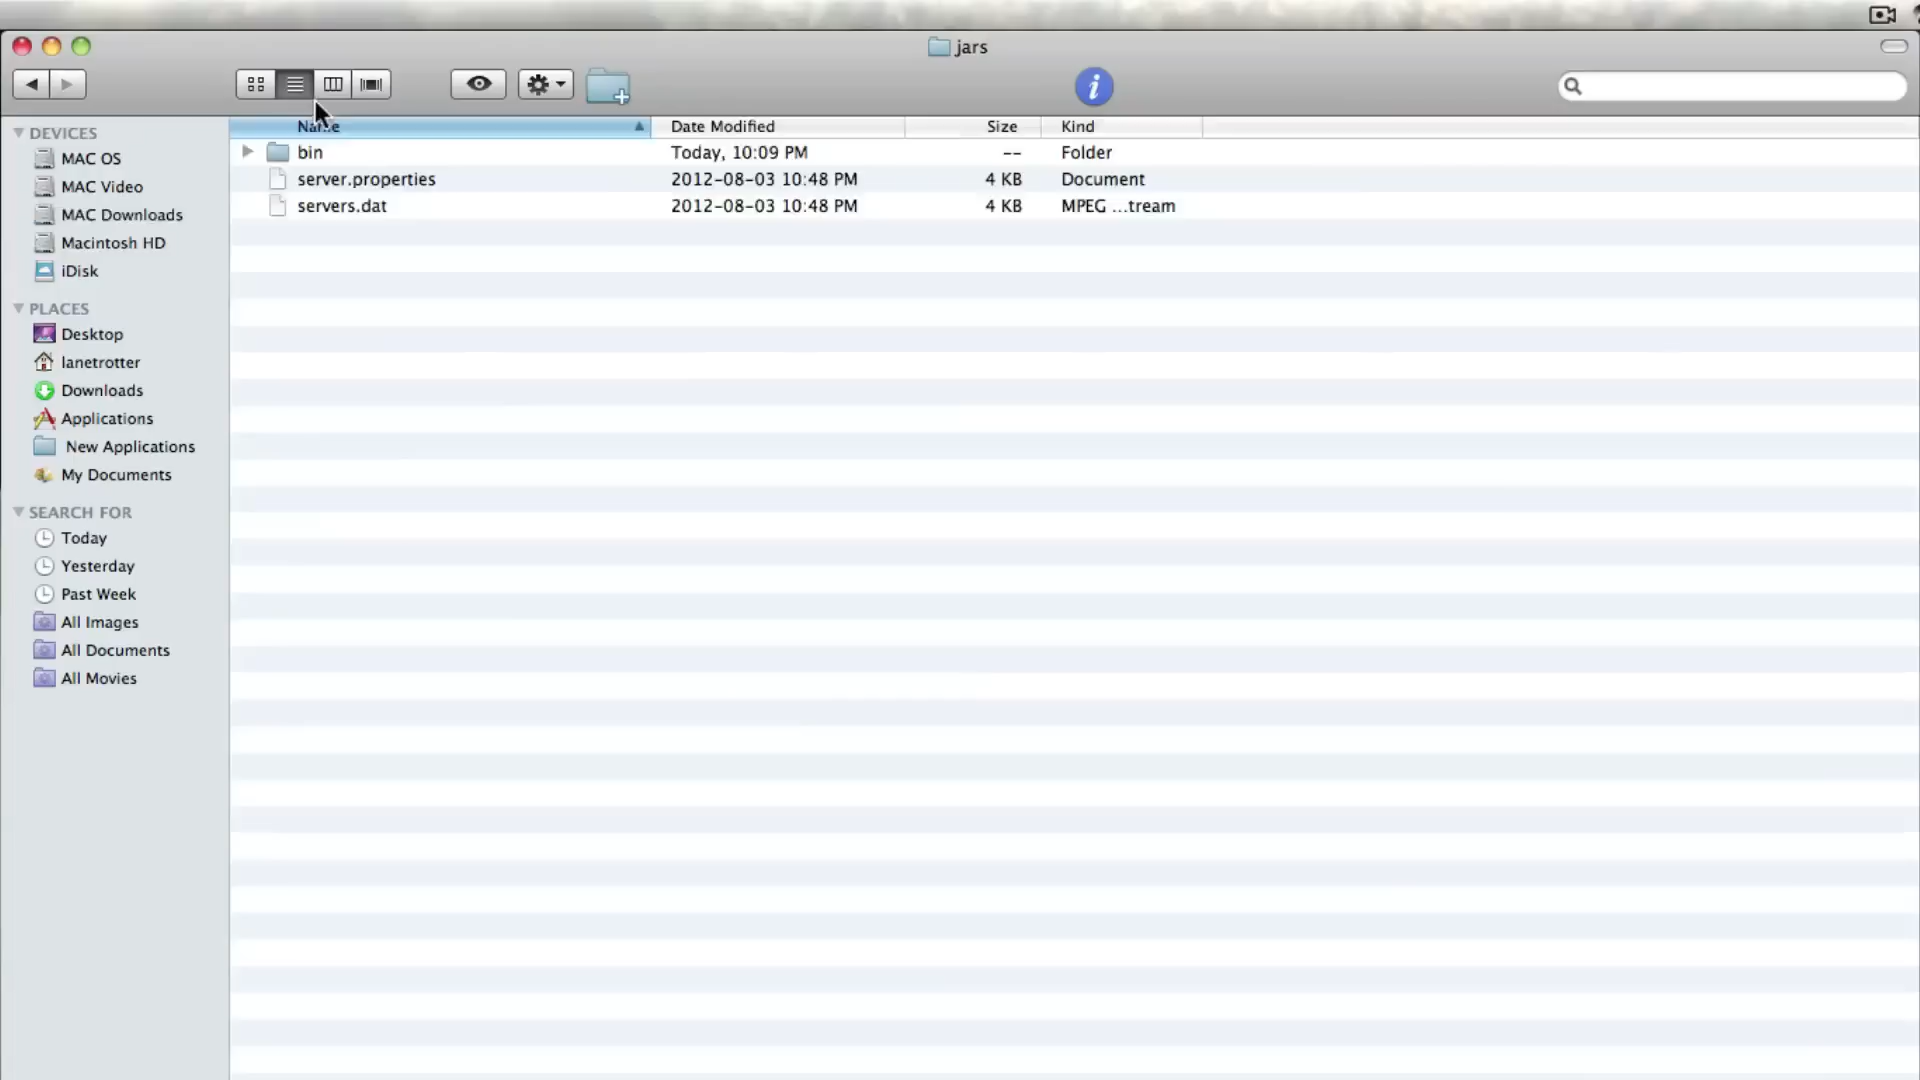 jars
Name Date Modified Size Kind
bin Today, 10:09 PM -- Folder
server.properties 2012-08-03 10:48 PM 4 KB Document
servers.dat 2012-08-03 10:48 PM 4 KB MPEG ...tream
DEVICES
MAC OS
MAC Video
MAC Downloads
Macintosh HD
iDisk
PLACES
Desktop
lanetrotter
Downloads
Applications
New Applications
My Documents
SEARCH FOR
Today
Yesterday
Past Week
All Images
All Documents
All Movies